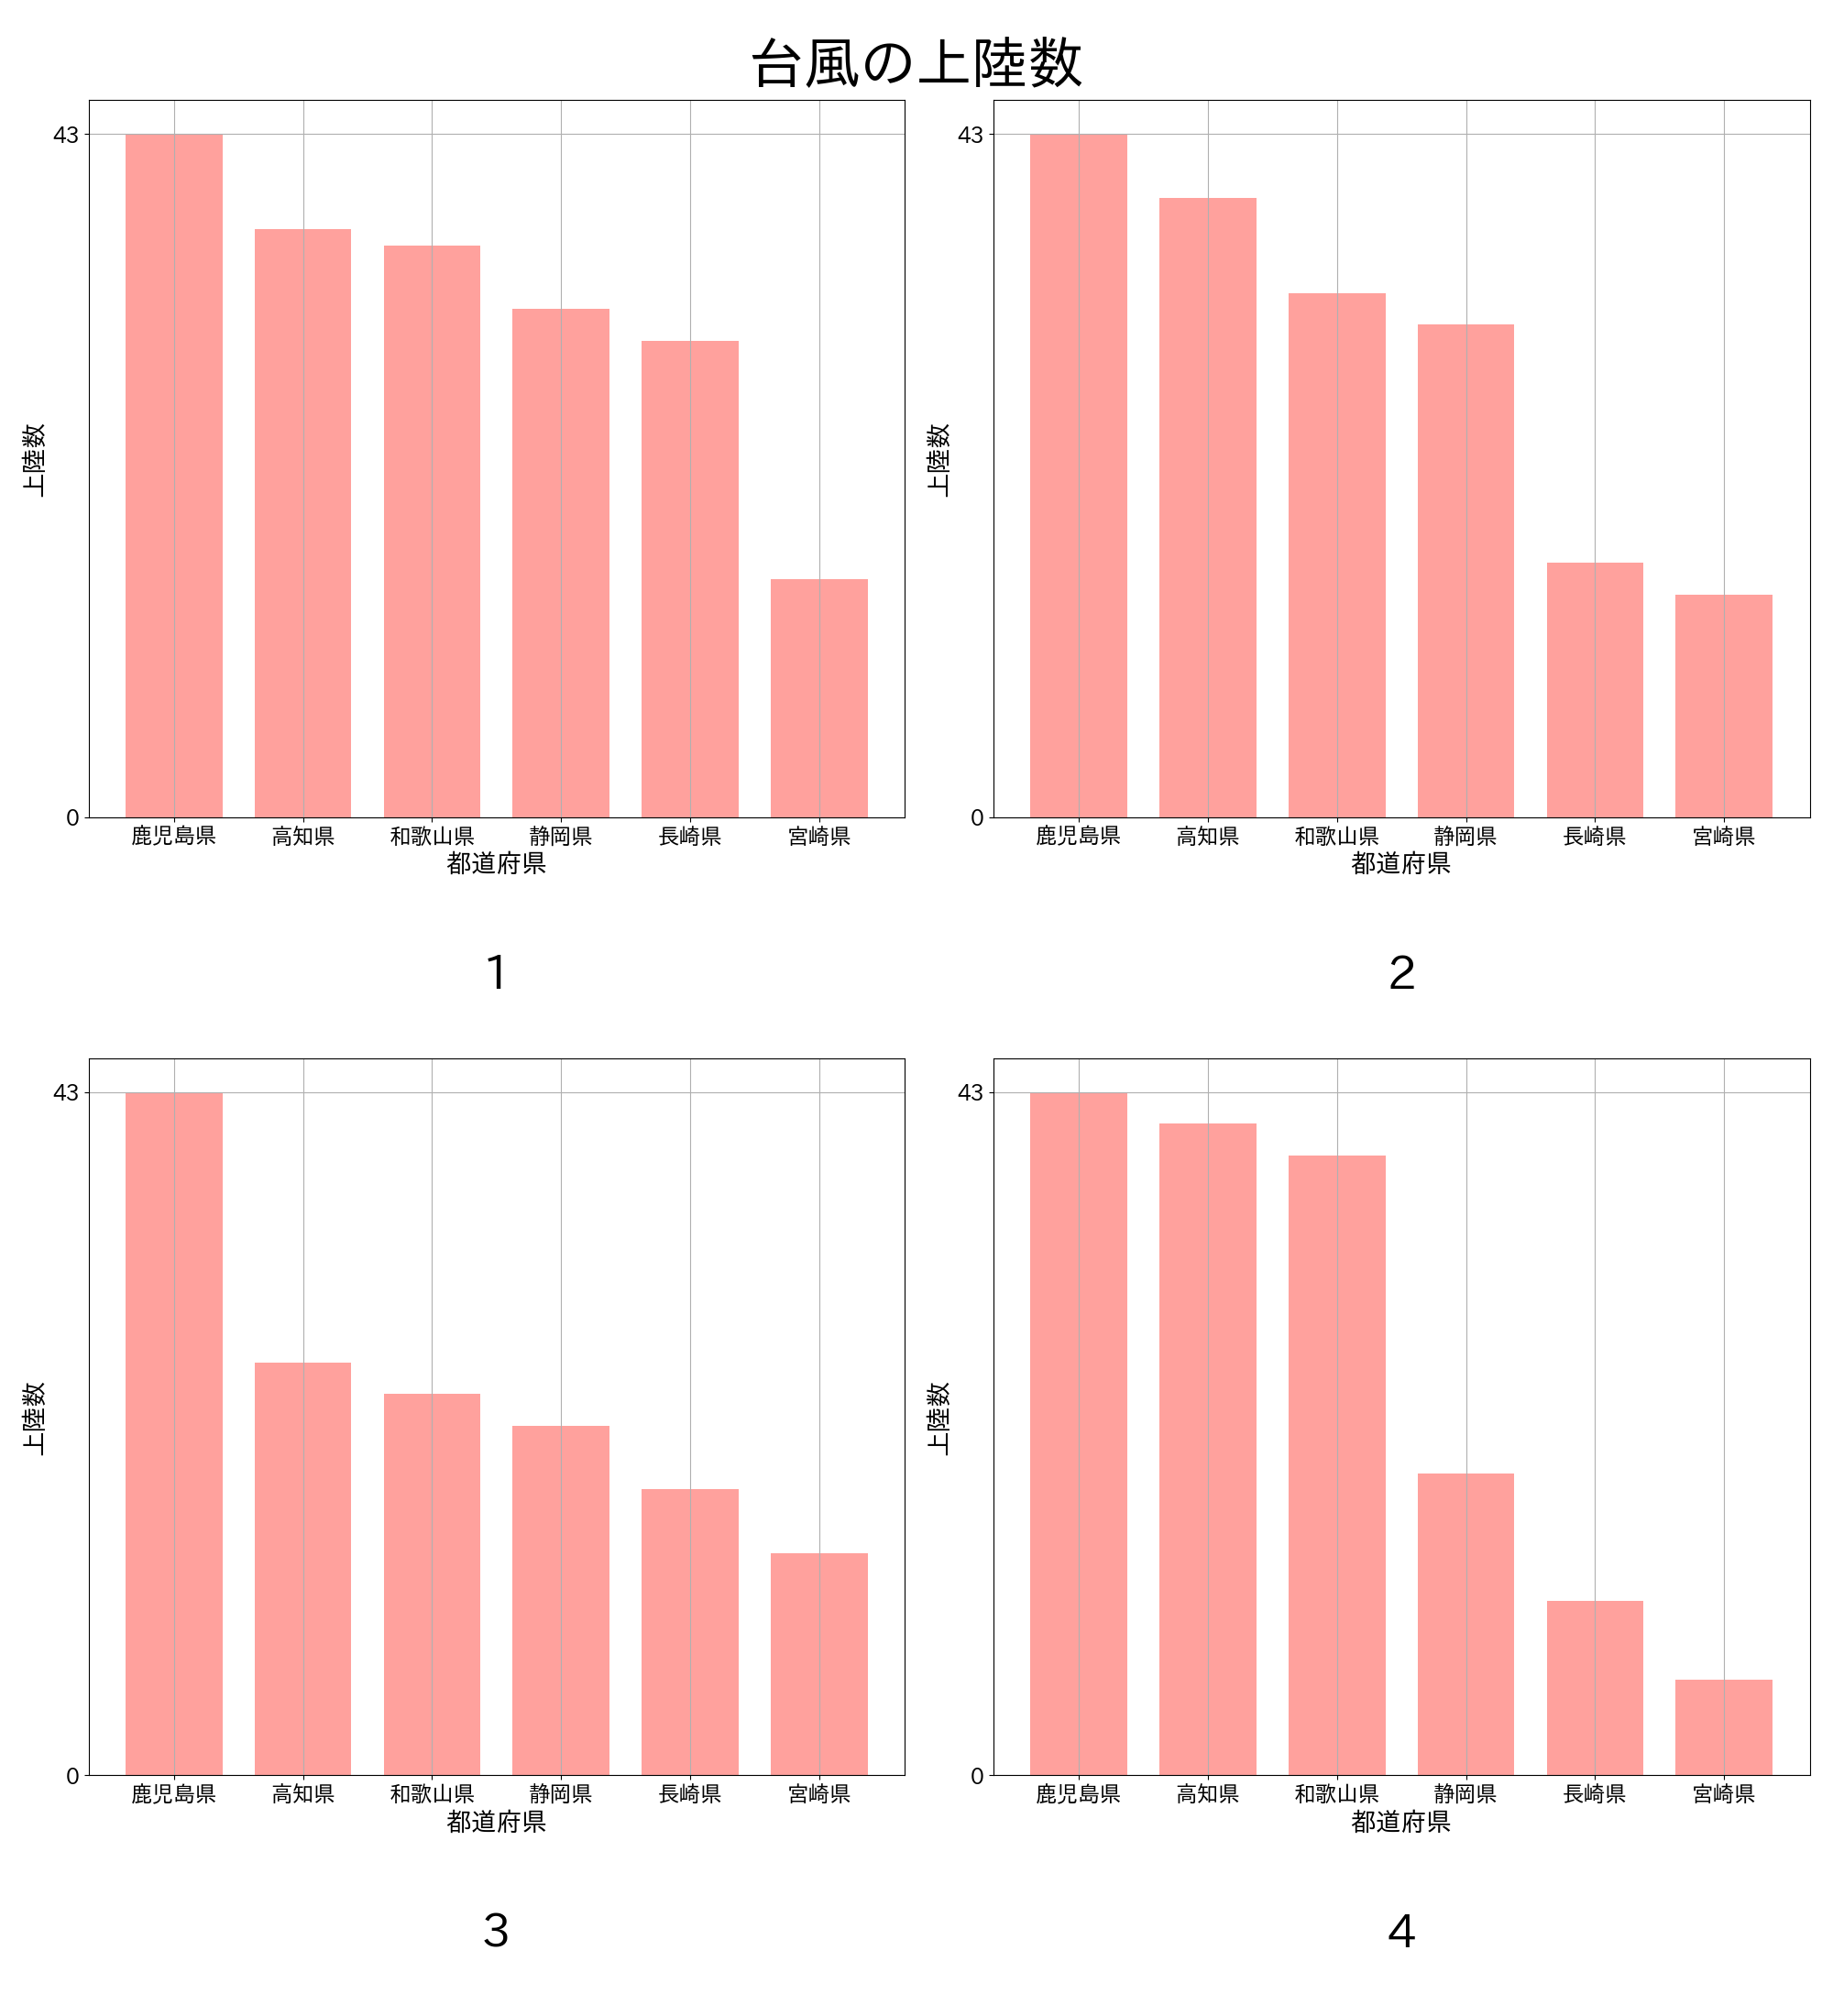 台風の上陸数
43
上陸数
0
鹿児島県 高知県 和歌山県 静岡県 長崎県 宮崎県
都道府県
1
43
上陸数
0
鹿児島県 高知県 和歌山県 静岡県 長崎県 宮崎県
都道府県
2
43
上陸数
0
鹿児島県 高知県 和歌山県 静岡県 長崎県 宮崎県
都道府県
3
43
上陸数
0
鹿児島県 高知県 和歌山県 静岡県 長崎県 宮崎県
都道府県
4